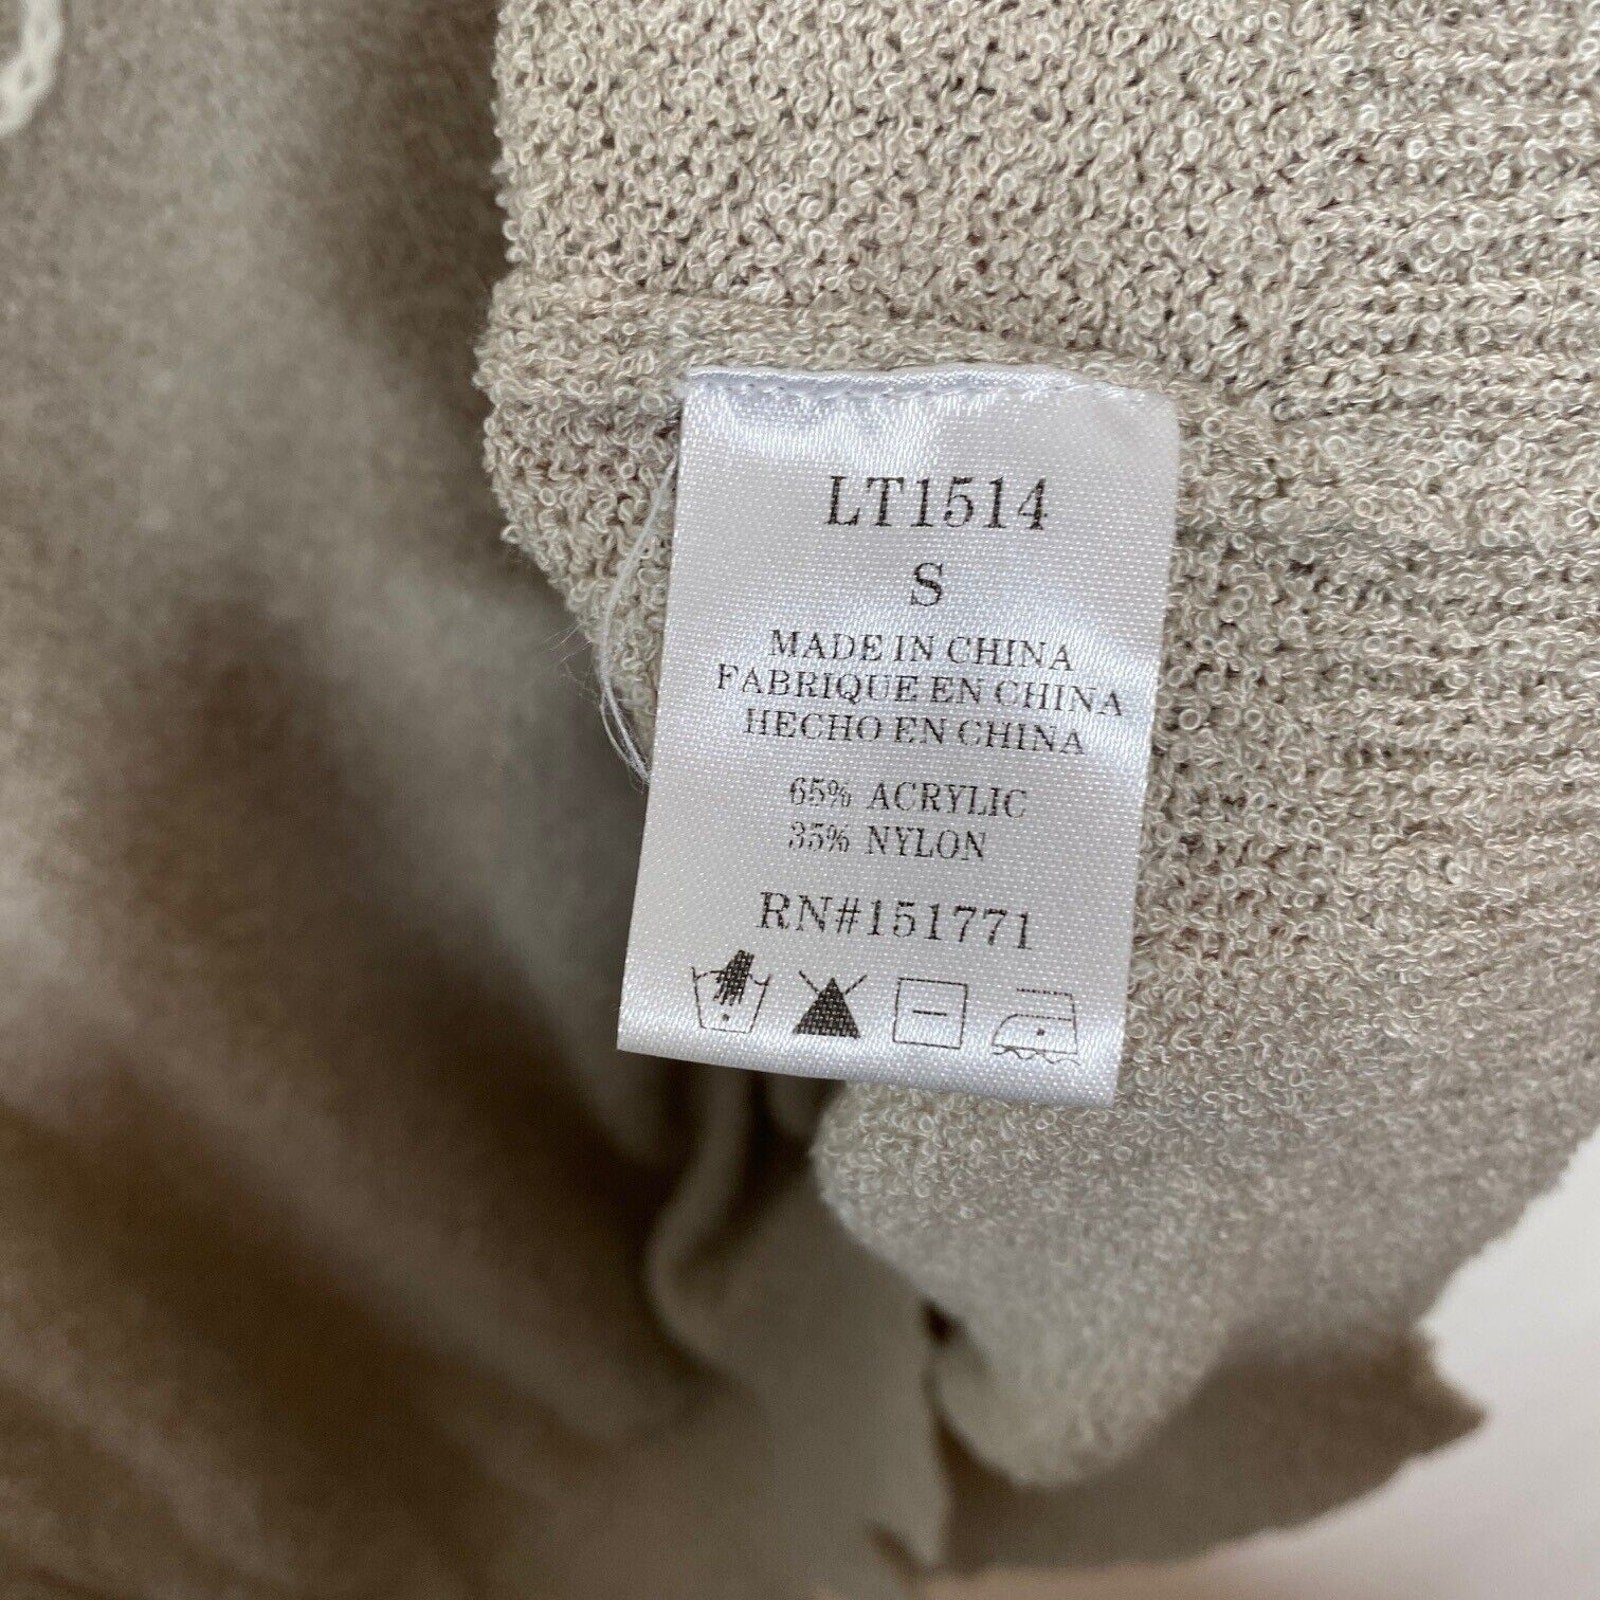 LT1514
S
MADE IN CHINA
FABRIQUE EN CHINA
HECHO EN CHINA
65% ACRYLIC
35% NYLON
RN#151771